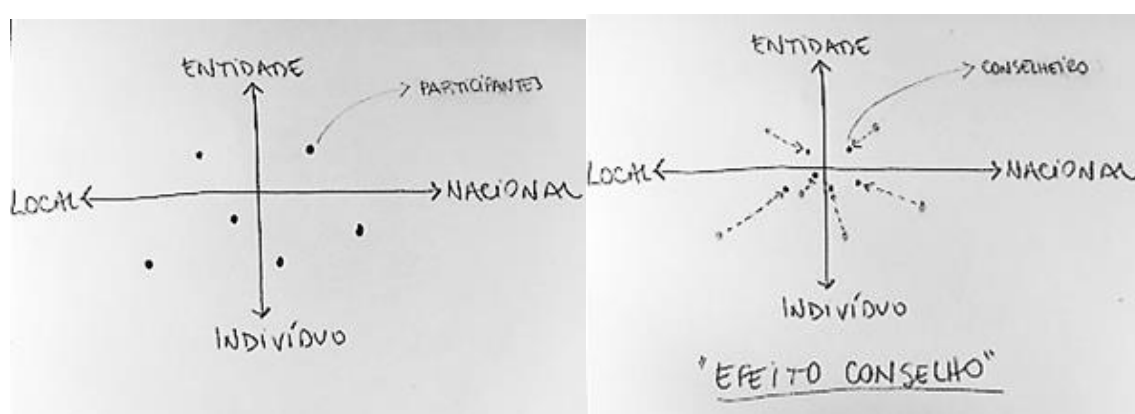 ENTIDADE
PARTICIPANTES
LOCAL
NACIONAL
INDIVÍDUO
ENTIDADE
CONSELHEIRO
LOCAL
NACIONAL
INDIVÍDUO
"EFEITO CONSELHO"